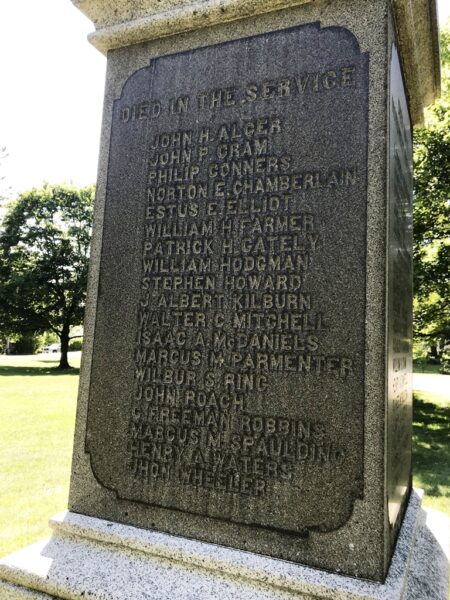 DIED IN THE SERVICE
JOHN H. ALGER
JOHN P. CRAM
PHILIP CONNERS
NORTON E. CHAMBERLAIN
ESTUS E. ELLIOT
WILLIAM H. FARMER
PATRICK H. GATELY
WILLIAM HODGMAN
STEPHEN HOWARD
J. ALBERT KILBURN
WALTER C. MITCHELL
ISAAC A. McDANIELS
MARCUS M. PARMENTER
WILBUR S. RING
JOHN ROACH
C. FREEMAN ROBBINS
MARCUS M. SPAULDING
HENRY A. WATERS
JHON WHEELER